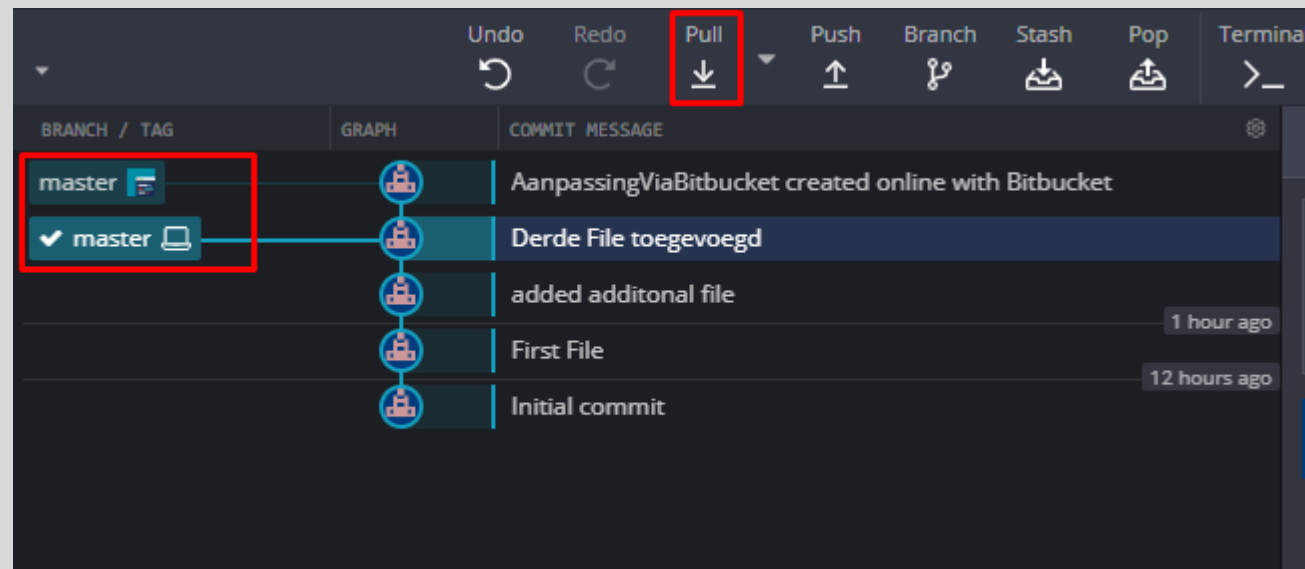 Undo Redo Pull Push Branch Stash Pop Termina
BRANCH / TAG GRAPH COMMIT MESSAGE
master AanpassingViaBitbucket created online with Bitbucket
master Derde File toegevoegd
added additonal file
1 hour ago
First File
12 hours ago
Initial commit